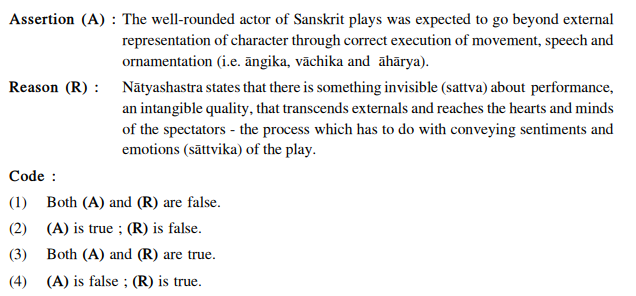 Assertion (A) : The well-rounded actor of Sanskrit plays was expected to go beyond external
representation of character through correct execution of movement, speech and
ornamentation (i.e. āngika, vāchika and āhārya).
Reason (R) : Nātyashastra states that there is something invisible (sattva) about performance,
an intangible quality, that transcends externals and reaches the hearts and minds
of the spectators - the process which has to do with conveying sentiments and
emotions (sāttvika) of the play.
Code :
(1) Both (A) and (R) are false.
(2) (A) is true ; (R) is false.
(3) Both (A) and (R) are true.
(4) (A) is false ; (R) is true.